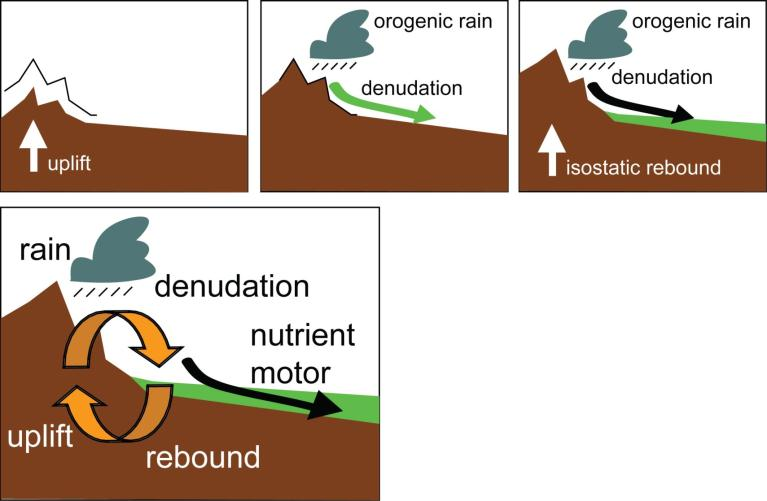 uplift
orogenic rain
denudation
orogenic rain
denudation
isostatic rebound
rain
denudation
nutrient
motor
uplift
rebound